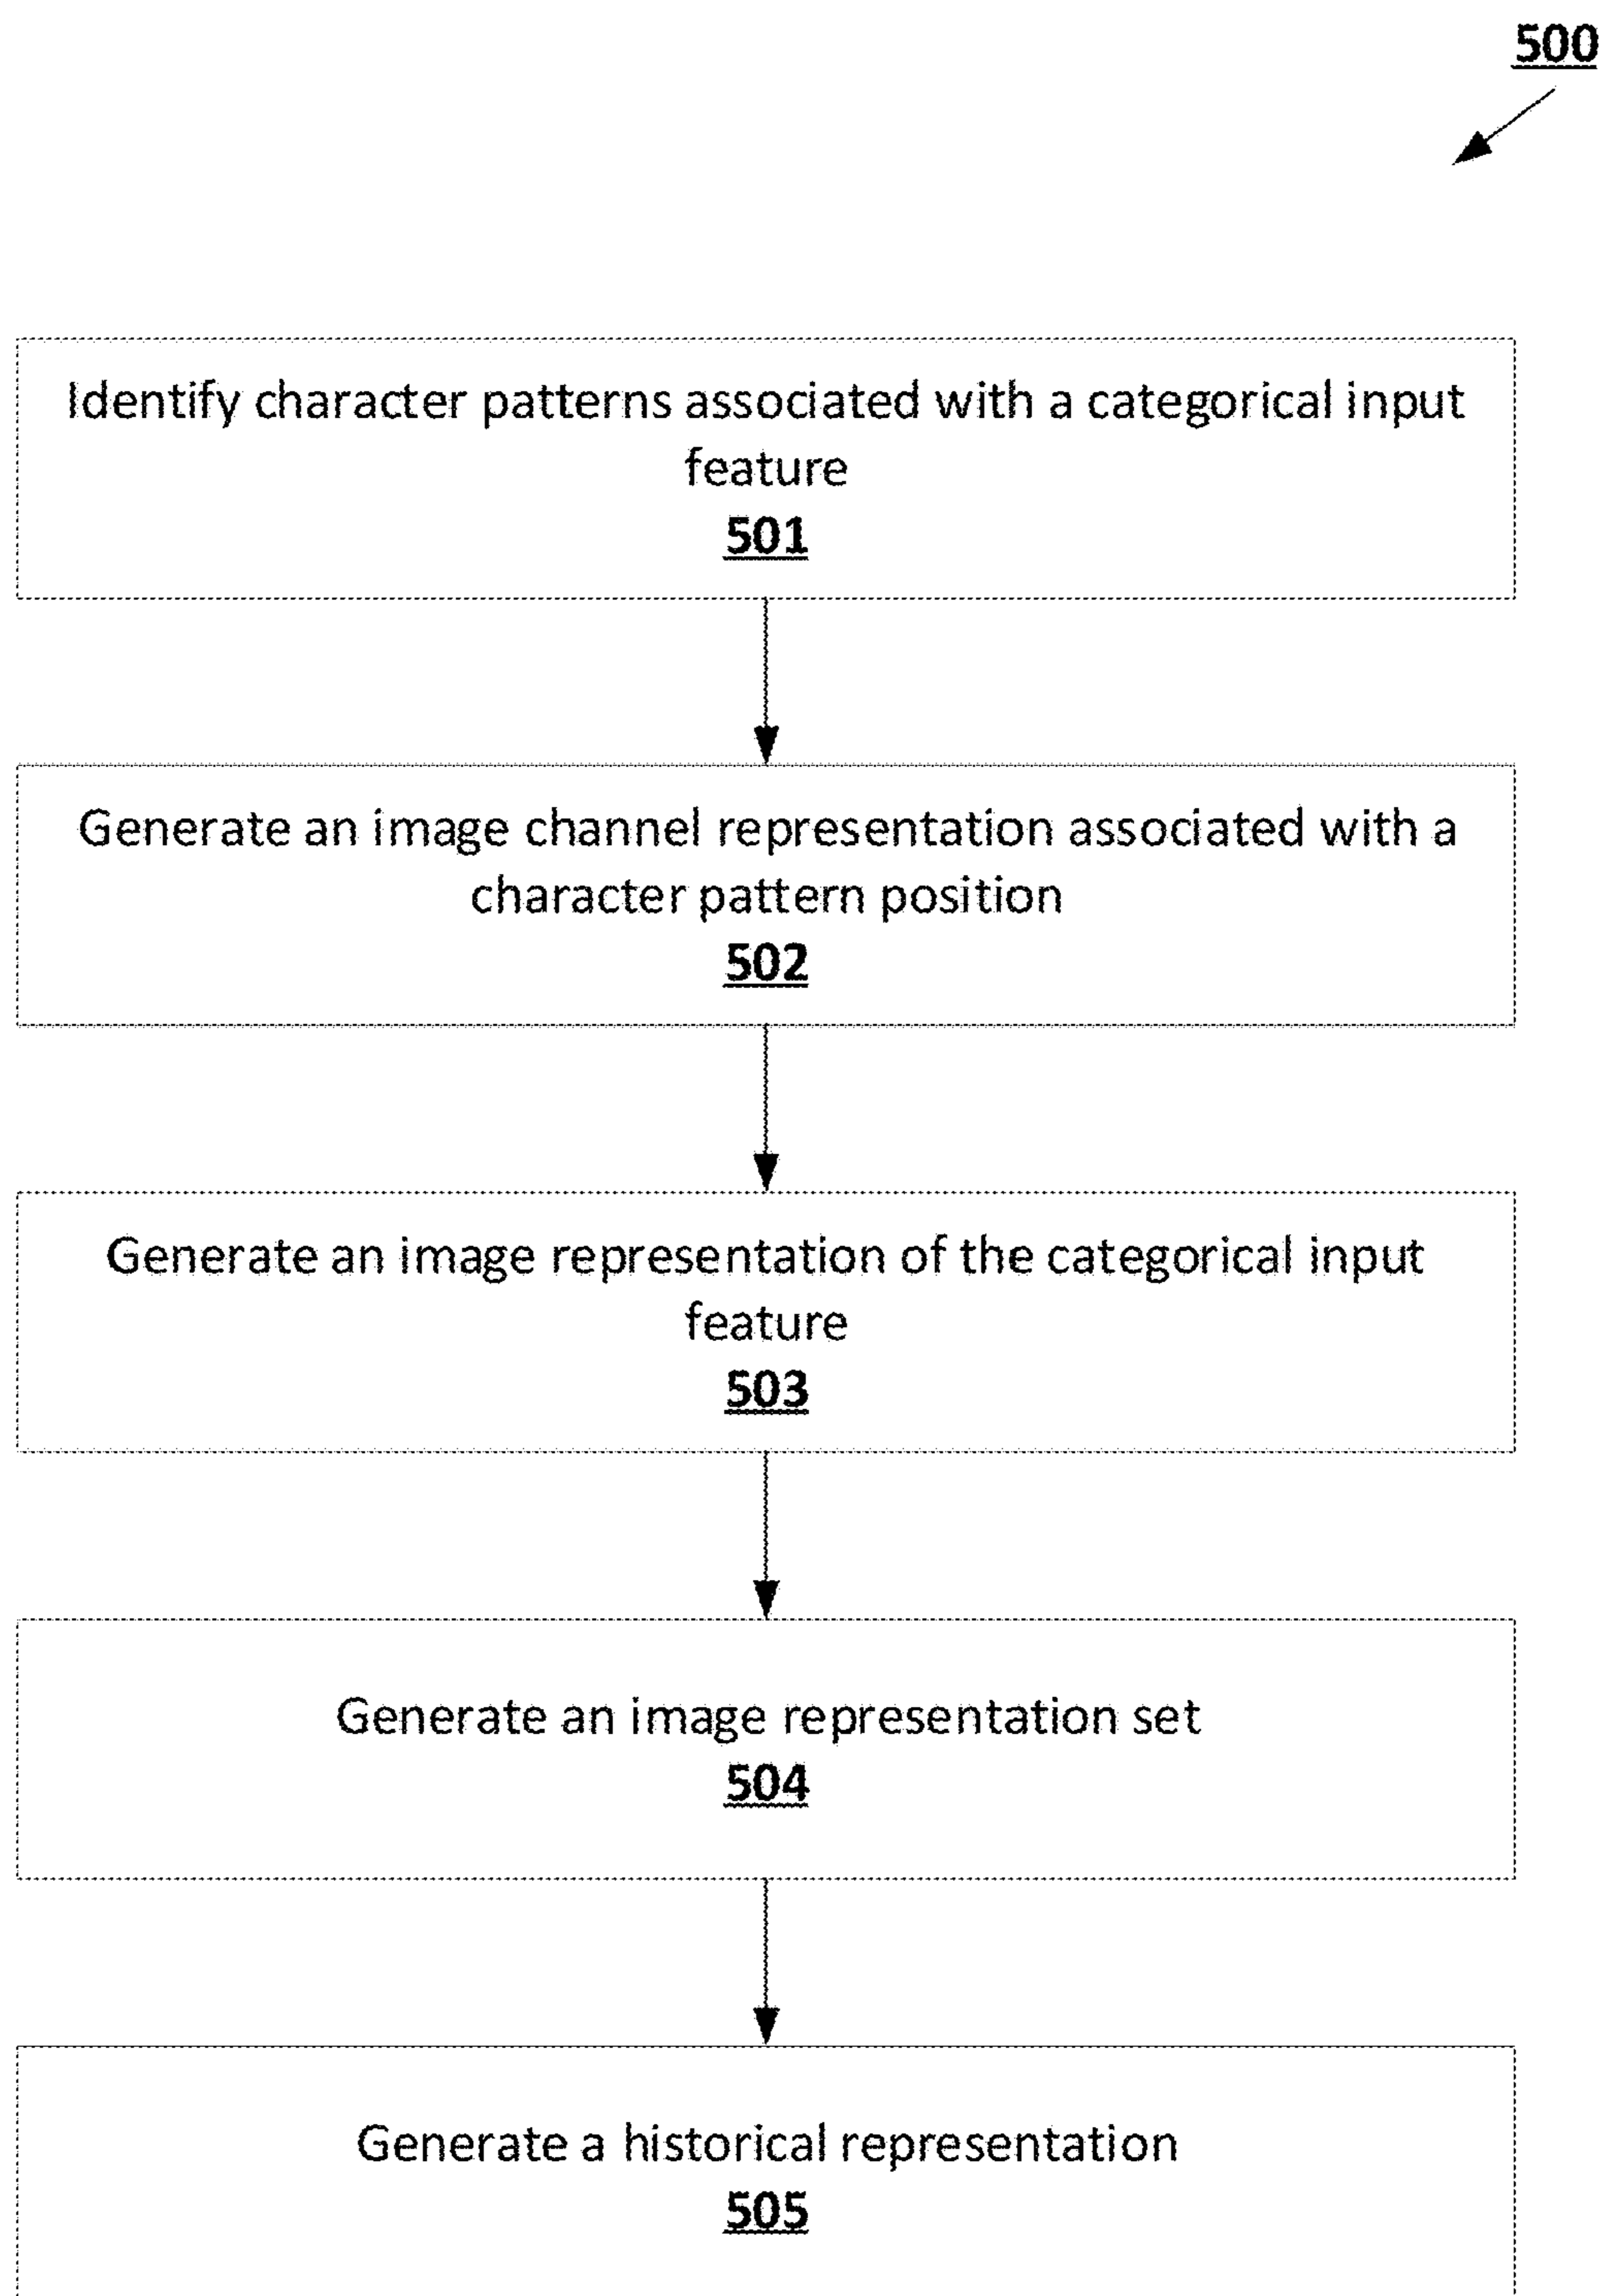 500
Identify character patterns associated with a categorical input
feature
501
Generate an image channel representation associated with a
character pattern position
502
Generate an image representation of the categorical input
feature
503
Generate an image representation set
504
Generate a historical representation
505